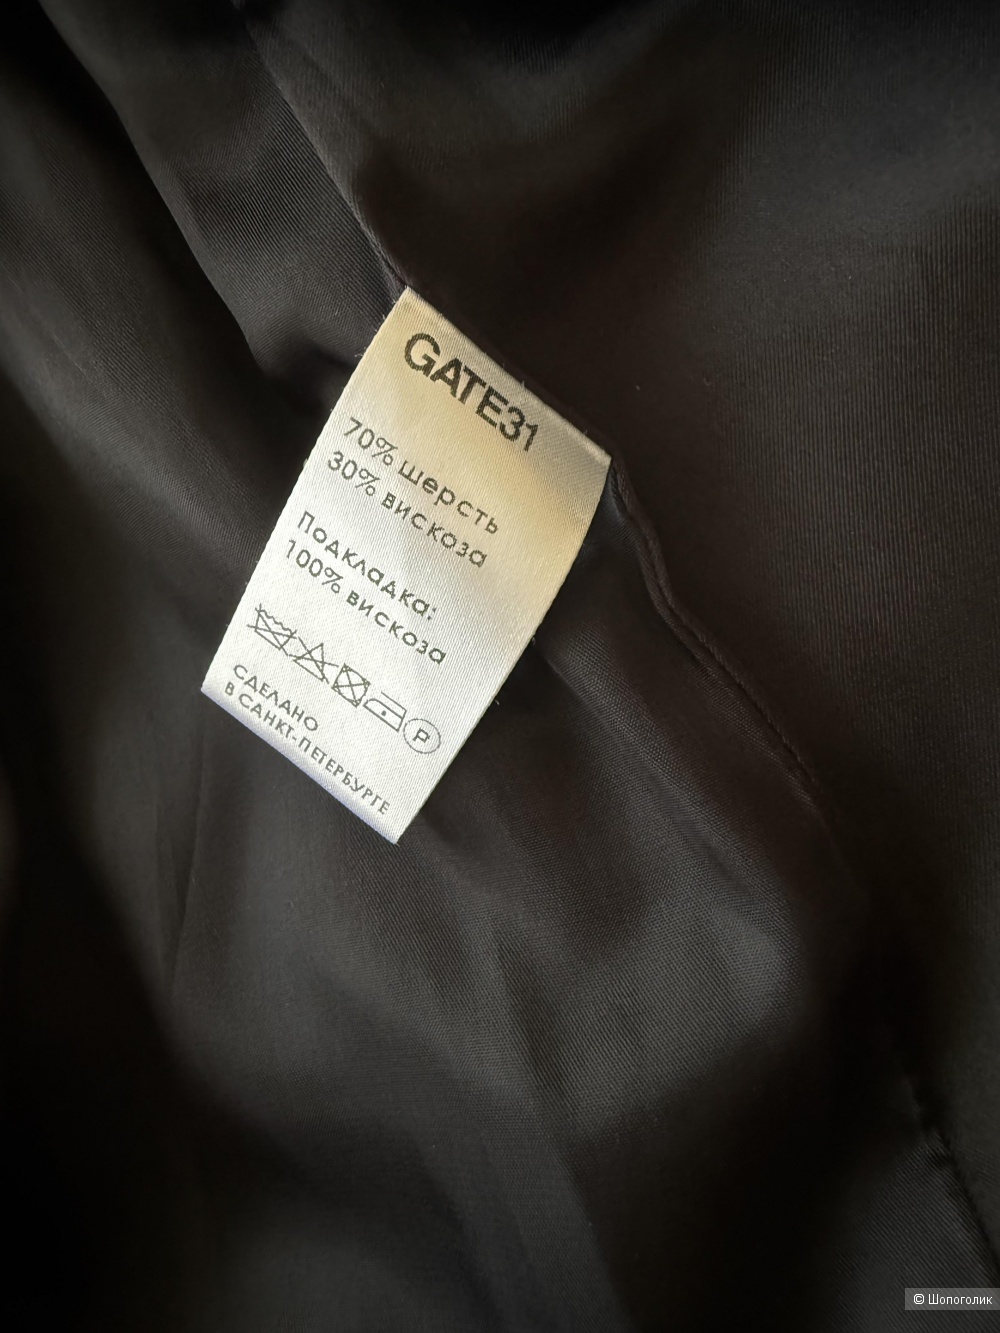 GATE31
70% шерсть
30% вискоза
Подкладка:
100% вискоза
P
СДЕЛАНО
В САНКТ-ПЕТЕРБУРГЕ
© Шопоголик